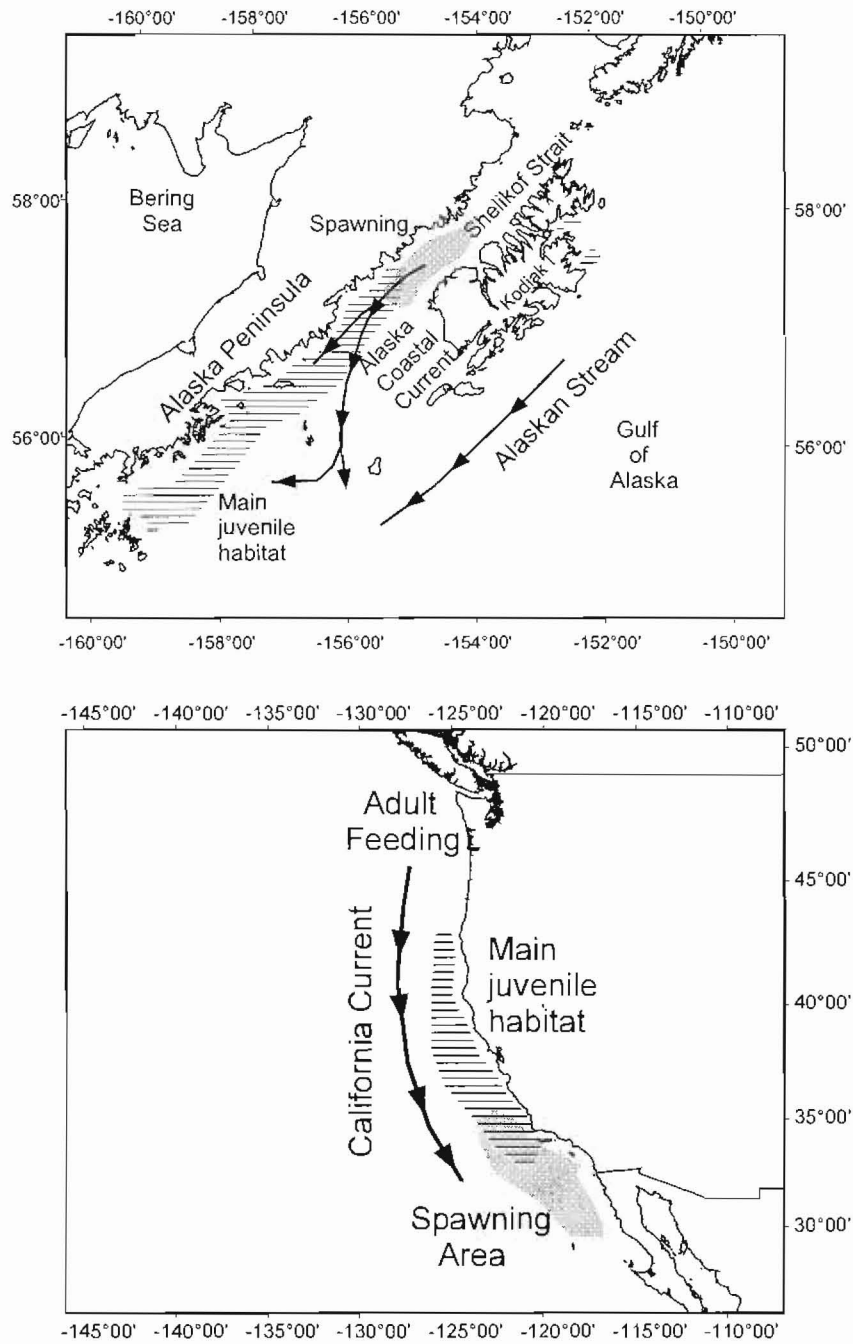 -160°00' -158°00' -156°00' -154°00' -152°00' -150°00'
58°00'
58°00'
56°00'
56°00'
Bering
Sea
Spawning
Shelikof Strait
Kodiak I
Alaska Peninsula
Alaska
Coastal
Current
Alaskan Stream
Gulf
of
Alaska
Main
juvenile
habitat
-160°00' -158°00' -156°00' -154°00' -152°00' -150°00'
-145°00' -140°00' -135°00' -130°00' -125°00' -120°00' -115°00' -110°00'
50°00'
45°00'
40°00'
35°00'
30°00'
Adult
Feeding
California Current
Main
juvenile
habitat
Spawning
Area
-145°00' -140°00' -135°00' -130°00' -125°00' -120°00' -115°00' -110°00'